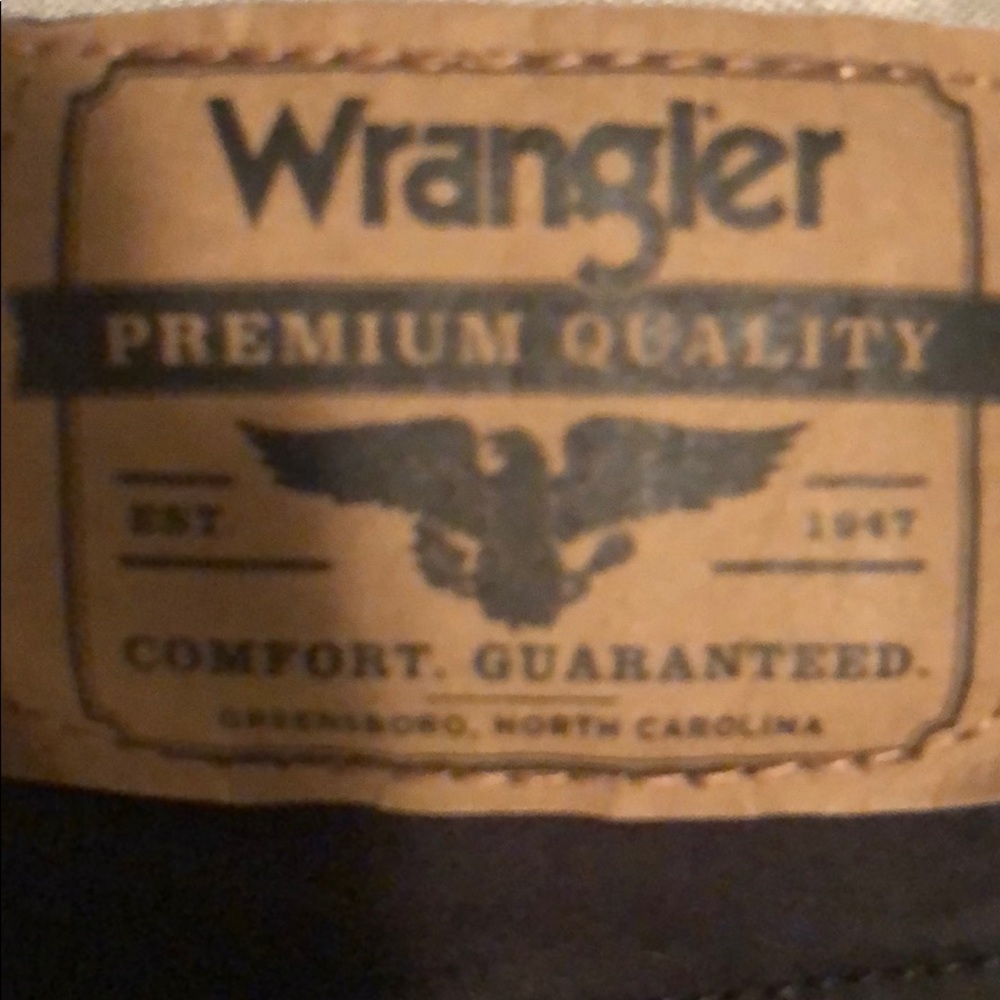 Wrangler
PREMIUM QUALITY
EST 1947
COMFORT. GUARANTEED.
GREENSBORO, NORTH CAROLINA